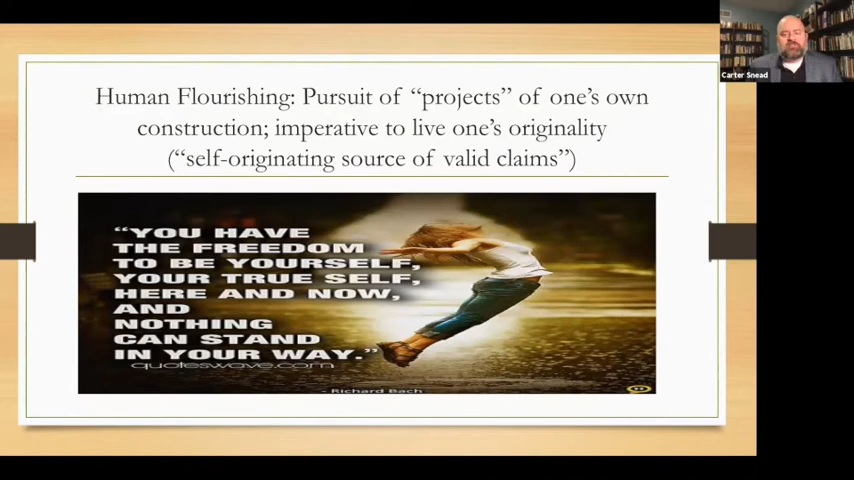 Human Flourishing: Pursuit of “projects” of one’s own
construction; imperative to live one’s originality
(“self-originating source of valid claims”)
“YOU HAVE
THE FREEDOM
TO BE YOURSELF,
YOUR TRUE SELF,
HERE AND NOW,
AND
NOTHING
CAN STAND
IN YOUR WAY.”
quoteswave.com
- Richard Bach
Carter Snead